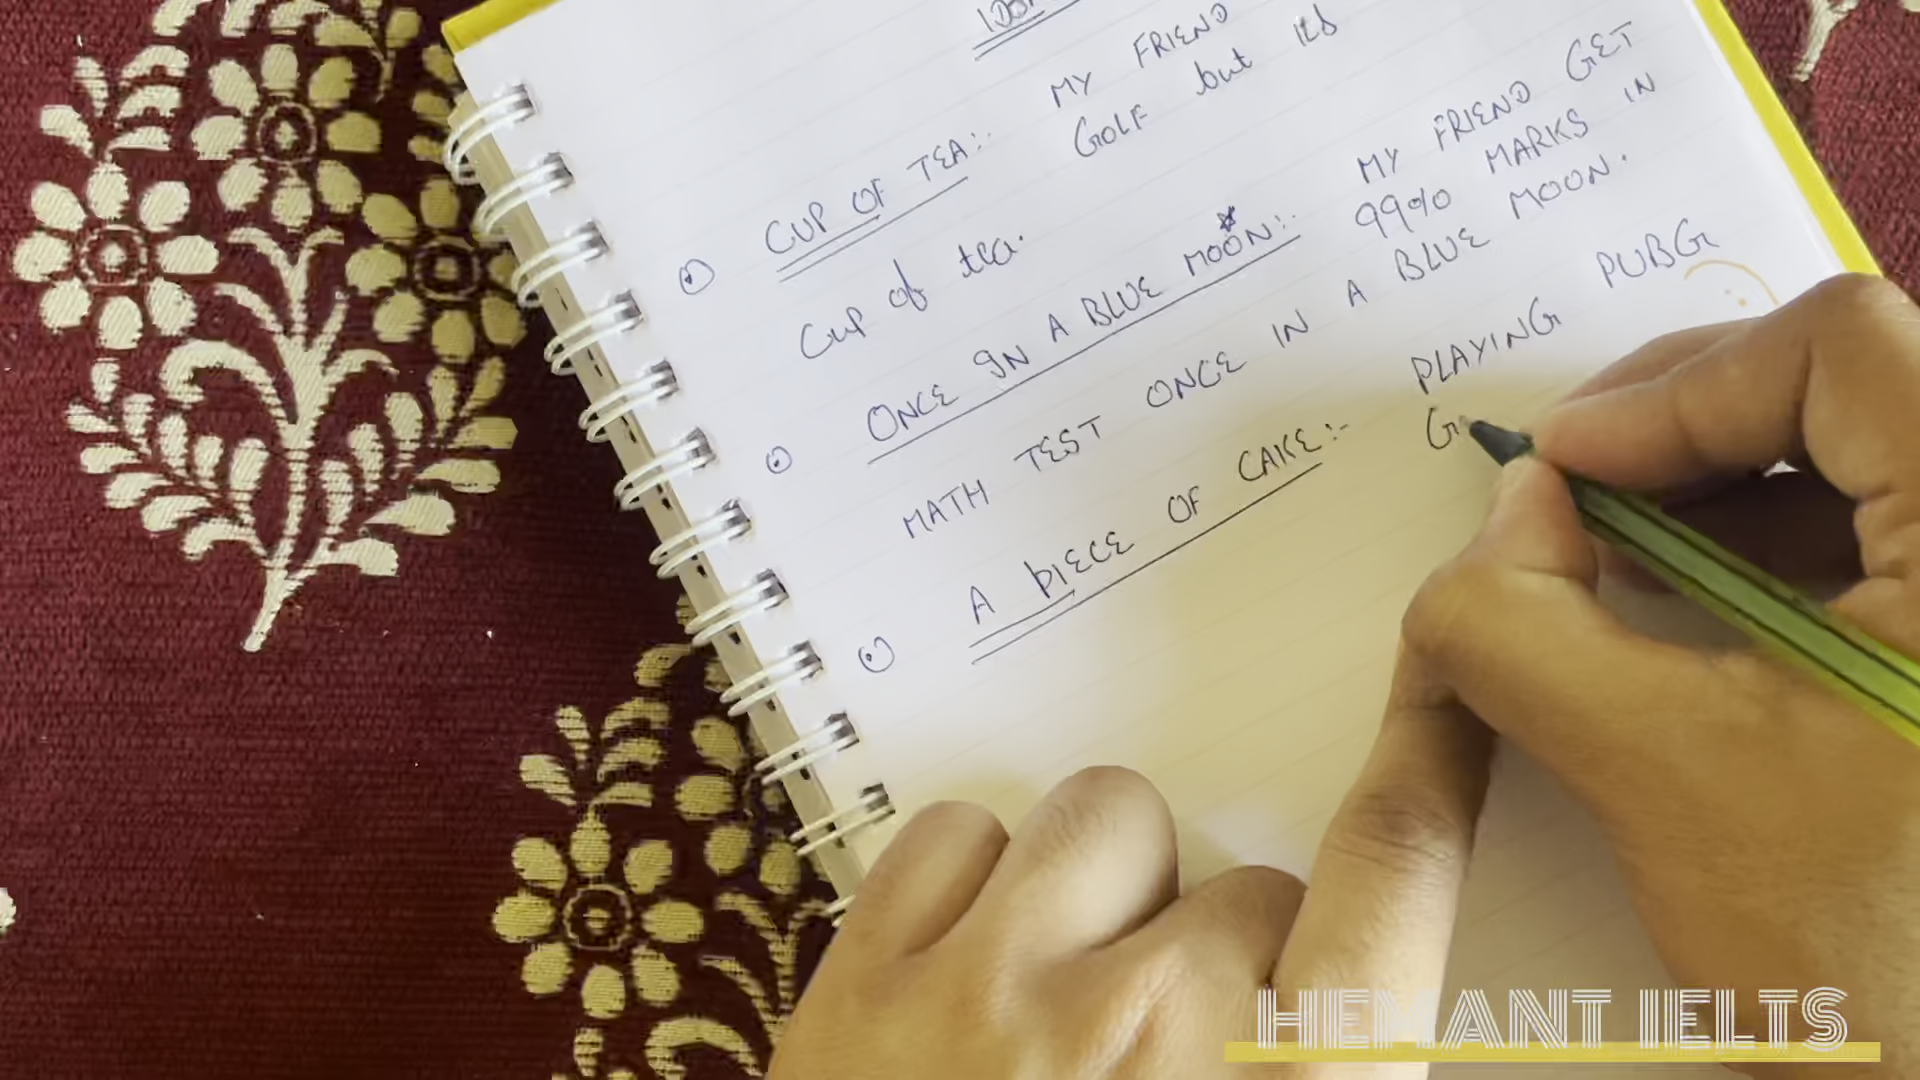 MY FRIEND
CUP OF TEA:- GOLF but its
Cup of tea.
ONCE IN A BLUE MOON:- MY FRIEND GET
99% MARKS IN
MATH TEST ONCE IN A BLUE MOON.
A PIECE OF CAKE:- PLAYING PUBG
HEMANT IELTS